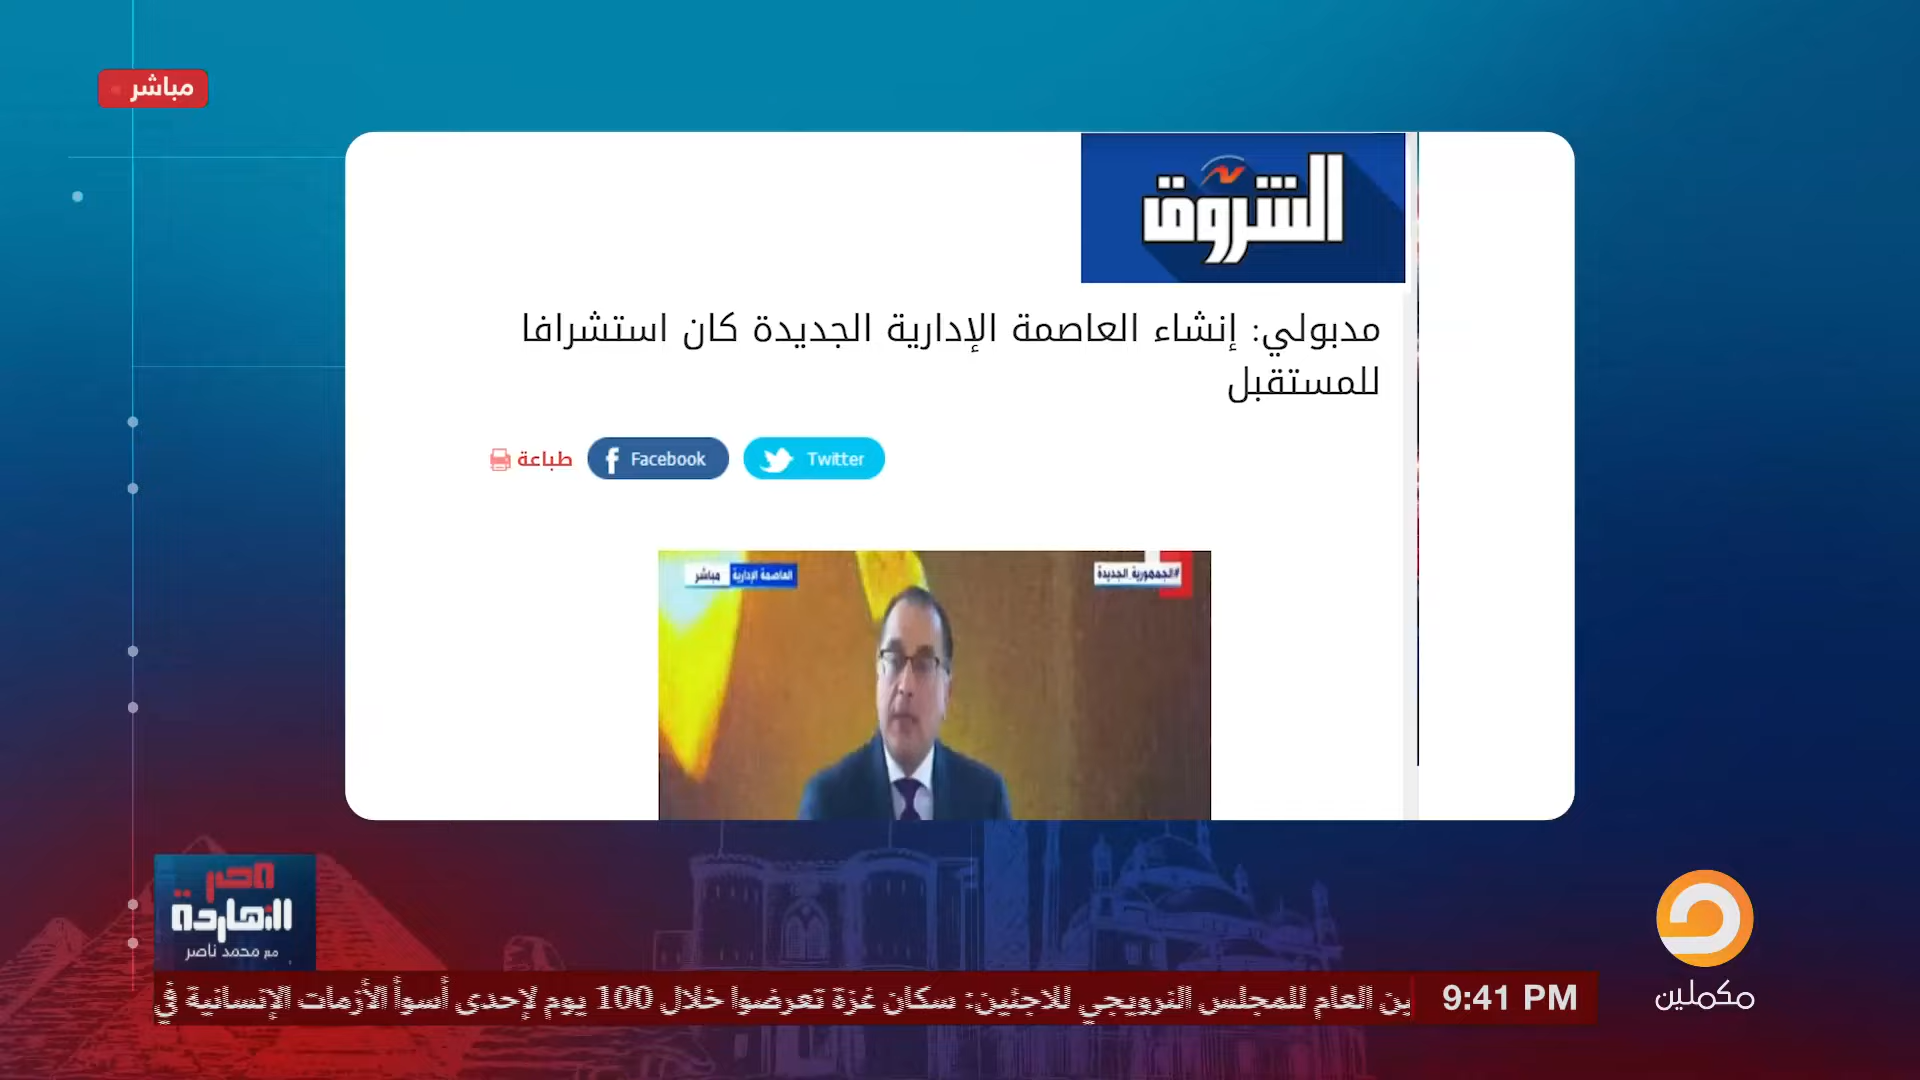 مباشر
الشروق
مدبولي: إنشاء العاصمة الإدارية الجديدة كان استشرافا
للمستقبل
طباعة
Facebook
Twitter
#الجمهورية_الجديدة
العاصمة الإدارية
مباشر
مصر
النهاردة
مع محمد ناصر
ين العام للمجلس النرويجي للاجئين: سكان غزة تعرضوا خلال 100 يوم لإحدى أسوأ الأزمات الإنسانية في
9:41 PM
مكملين